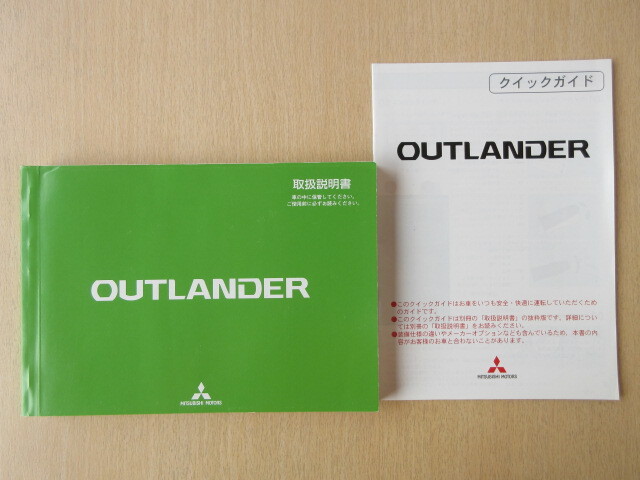 取扱説明書
車の中に保管してください。
ご使用前に必ずお読みください。
OUTLANDER
MITSUBISHI MOTORS
クイックガイド
OUTLANDER
●このクイックガイドはお車をいつも安全・快適に運転していただくため
のガイドです。
●このクイックガイドは別冊の「取扱説明書」の抜粋版です。詳細につい
ては別冊の「取扱説明書」をお読みください。
●装備仕様の違いやメーカーオプションなども含んでいるため、本書の内
容がお客様のお車と合わないことがあります。
MITSUBISHI MOTORS